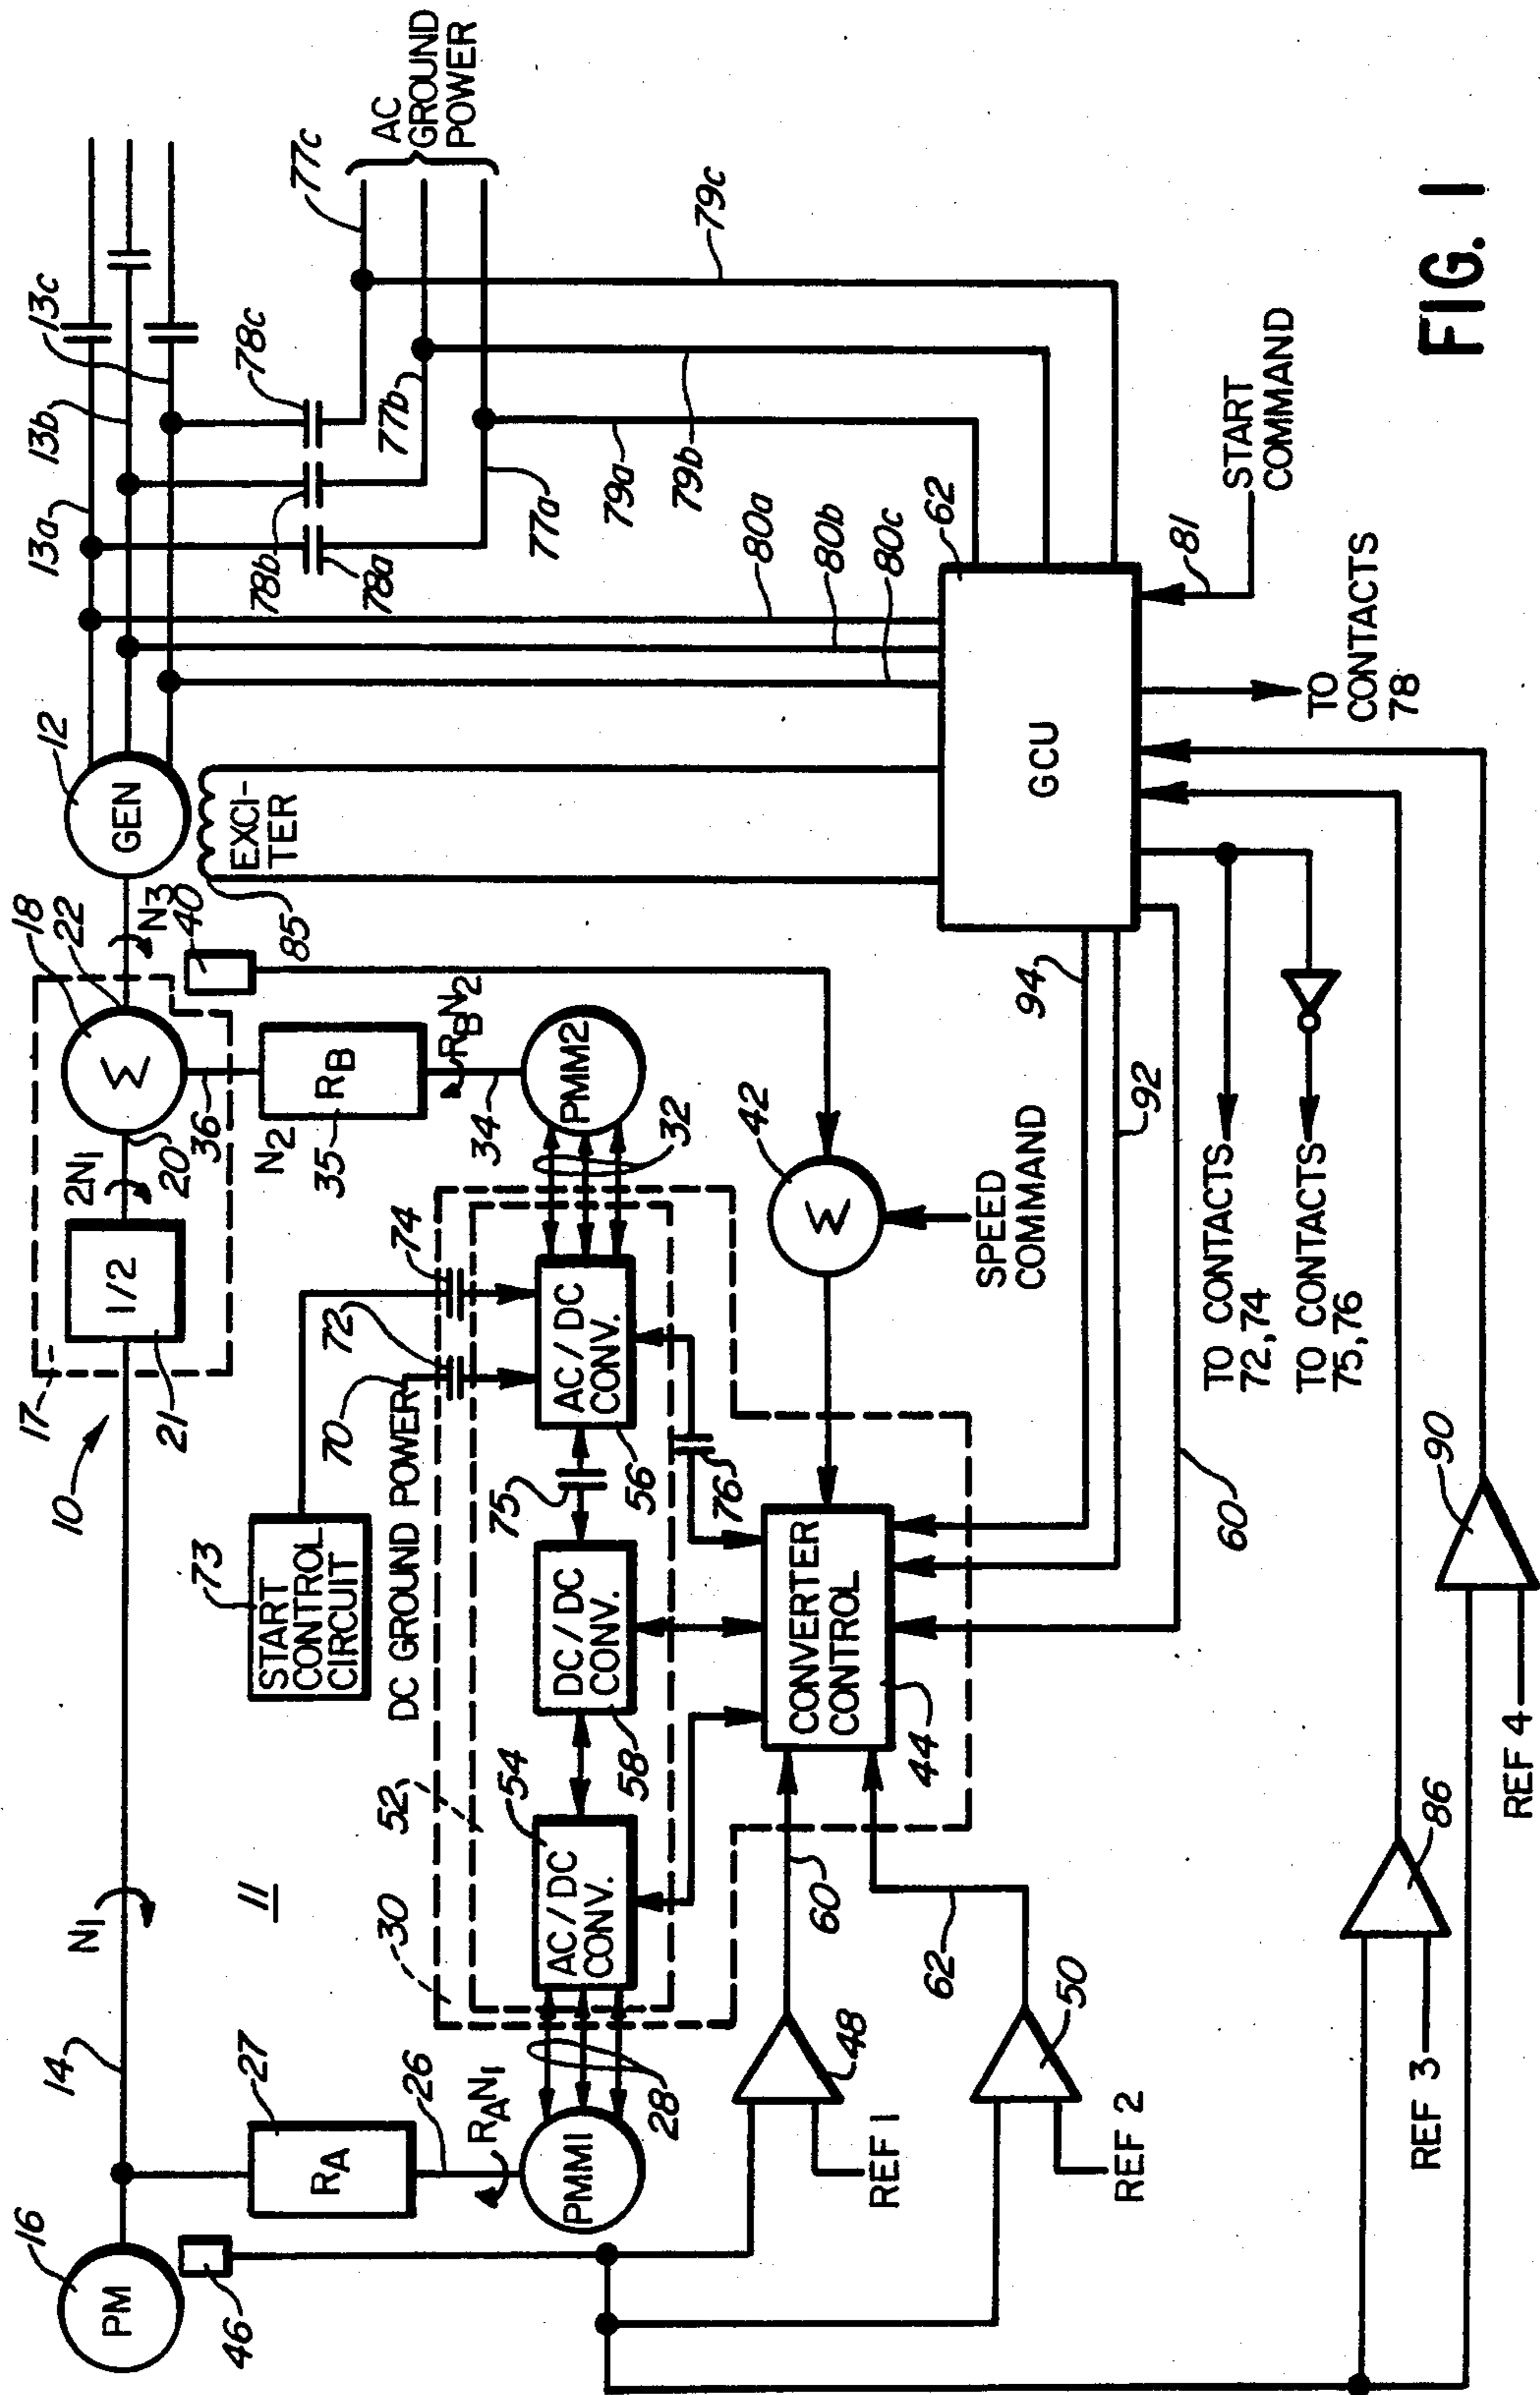 16
PM
46
14
N1
27
RA
26
RAN1
PMM1
28
11
10
17
21
1/2
2N1
20
18
22
Σ
36
N3
40
12
GEN
EXCI-
TER
85
13a
13b
13c
78a
78b
78c
77a
77b
77c
AC
GROUND
POWER
79a
79b
79c
80a
80b
80c
73
START
CONTROL
CIRCUIT
70
72
74
DC GROUND POWER
N2
35
RB
34
RBN2
PMM2
32
30
52
54
AC/DC
CONV.
58
DC/DC
CONV.
75
56
AC/DC
CONV.
76
42
Σ
SPEED
COMMAND
CONVERTER
CONTROL
44
60
62
48
REF 1
50
REF 2
94
92
60
62
GCU
81
START
COMMAND
TO
CONTACTS
78
TO CONTACTS
72,74
TO CONTACTS
75,76
86
REF 3
90
REF 4
FIG. 1